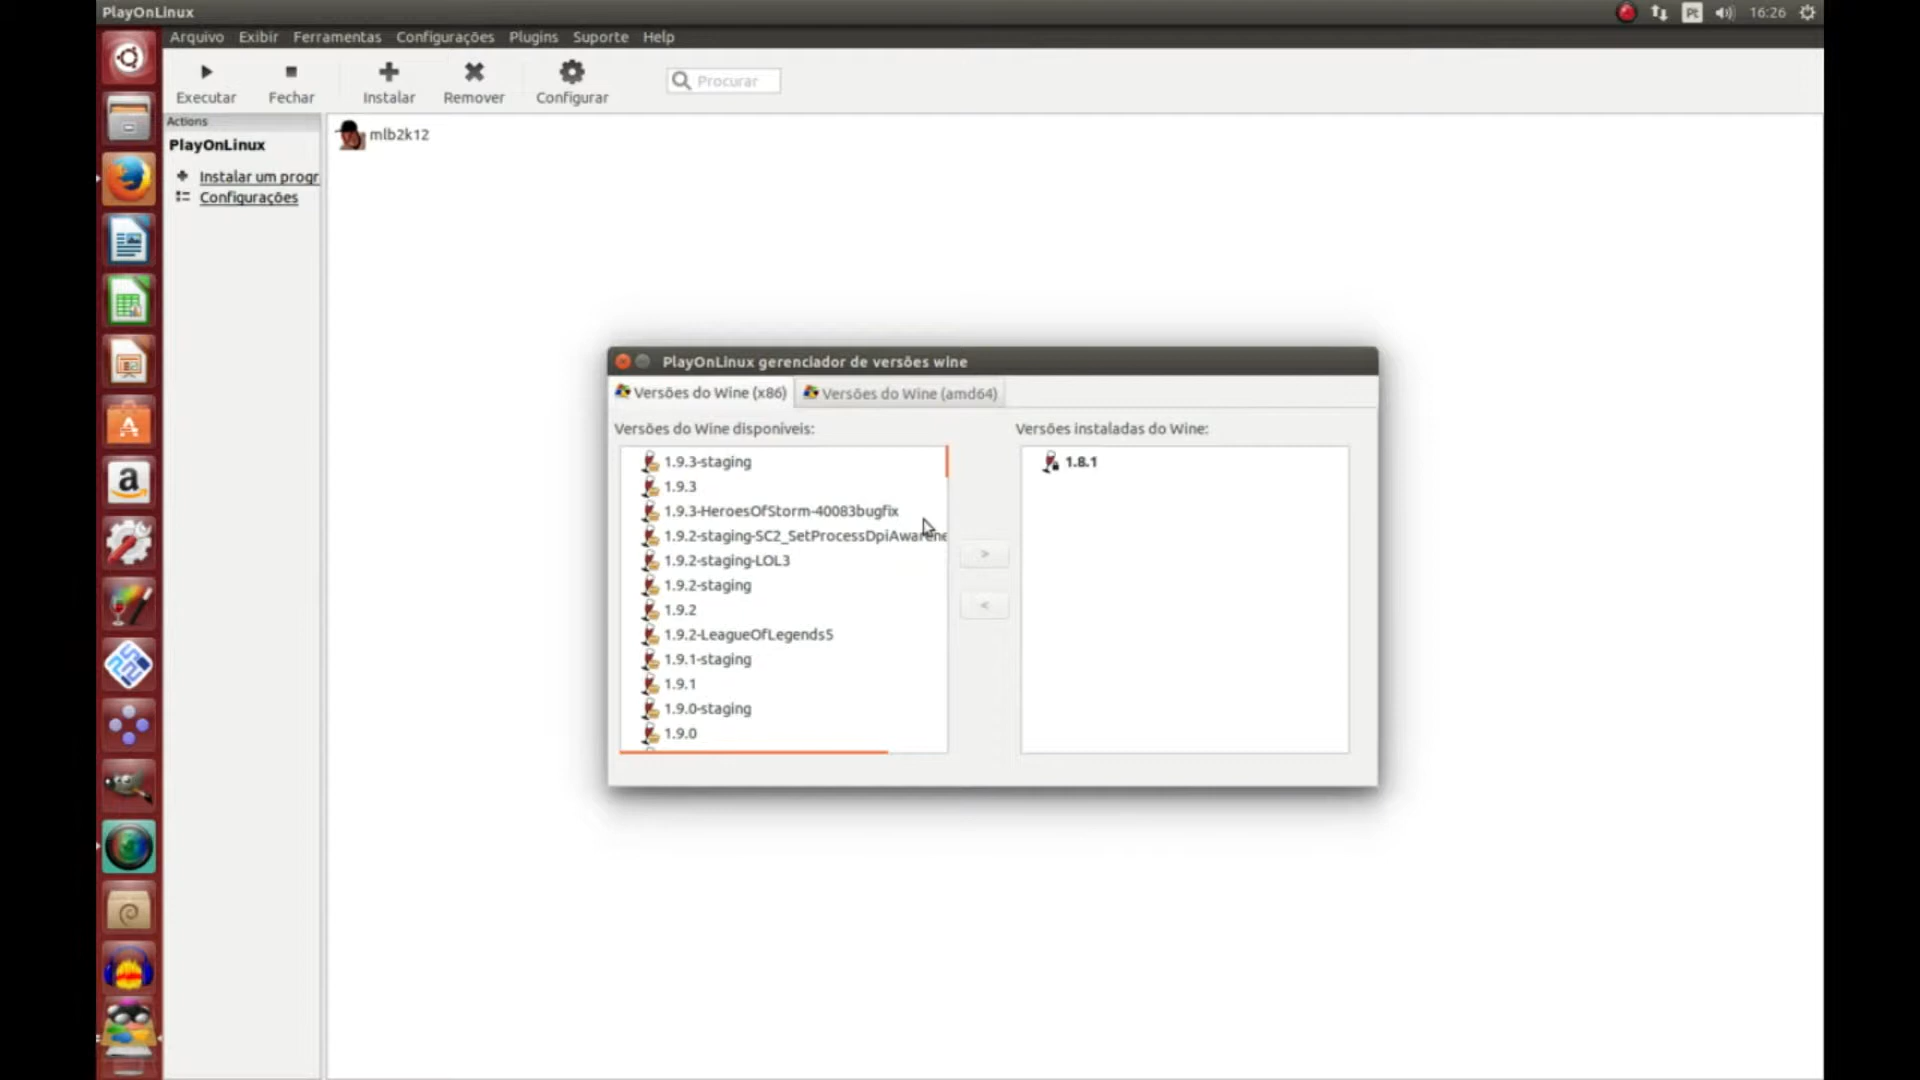 PlayOnLinux
Pt
16:26
Arquivo Exibir Ferramentas Configurações Plugins Suporte Help
Executar Fechar Instalar Remover Configurar Procurar
Actions
PlayOnLinux
Instalar um progr
Configurações
mlb2k12
PlayOnLinux gerenciador de versões wine
Versões do Wine (x86) Versões do Wine (amd64)
Versões do Wine disponíveis:
1.9.3-staging
1.9.3
1.9.3-HeroesOfStorm-40083bugfix
1.9.2-staging-SC2_SetProcessDpiAwarene
1.9.2-staging-LOL3
1.9.2-staging
1.9.2
1.9.2-LeagueOfLegends5
1.9.1-staging
1.9.1
1.9.0-staging
1.9.0
>
<
Versões instaladas do Wine:
1.8.1